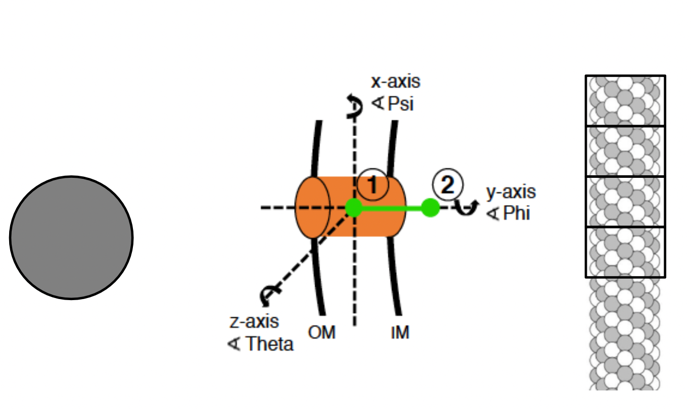 x-axis
∢ Psi
1
2
y-axis
∢ Phi
z-axis
∢ Theta
OM
IM